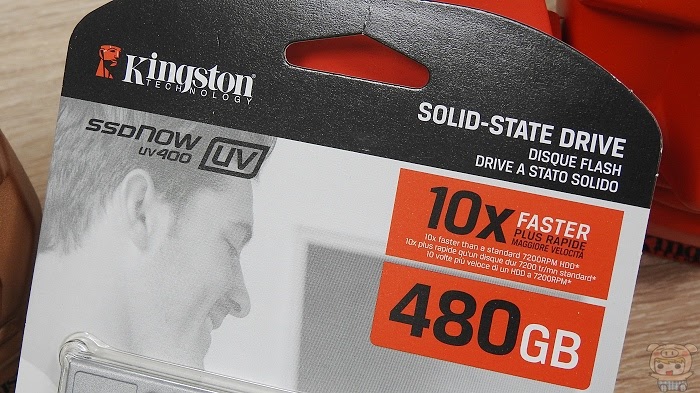 Kingston
TECHNOLOGY
SSDNOW
UV400
UV
SOLID-STATE DRIVE
DISQUE FLASH
DRIVE A STATO SOLIDO
10x FASTER
PLUS RAPIDE
MAGGIORE VELOCITÀ
10x faster than a standard 7200RPM HDD*
10x plus rapide qu'un disque dur 7200 tr/mn standard*
10 volte più veloce di un HDD a 7200RPM*
480GB